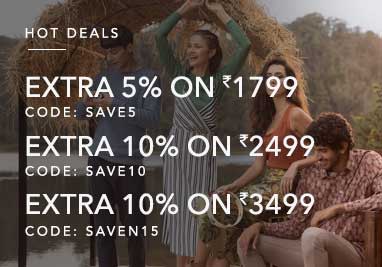 HOT DEALS
EXTRA 5% ON ₹1799
CODE: SAVE5
EXTRA 10% ON ₹2499
CODE: SAVE10
EXTRA 10% ON ₹3499
CODE: SAVEN15